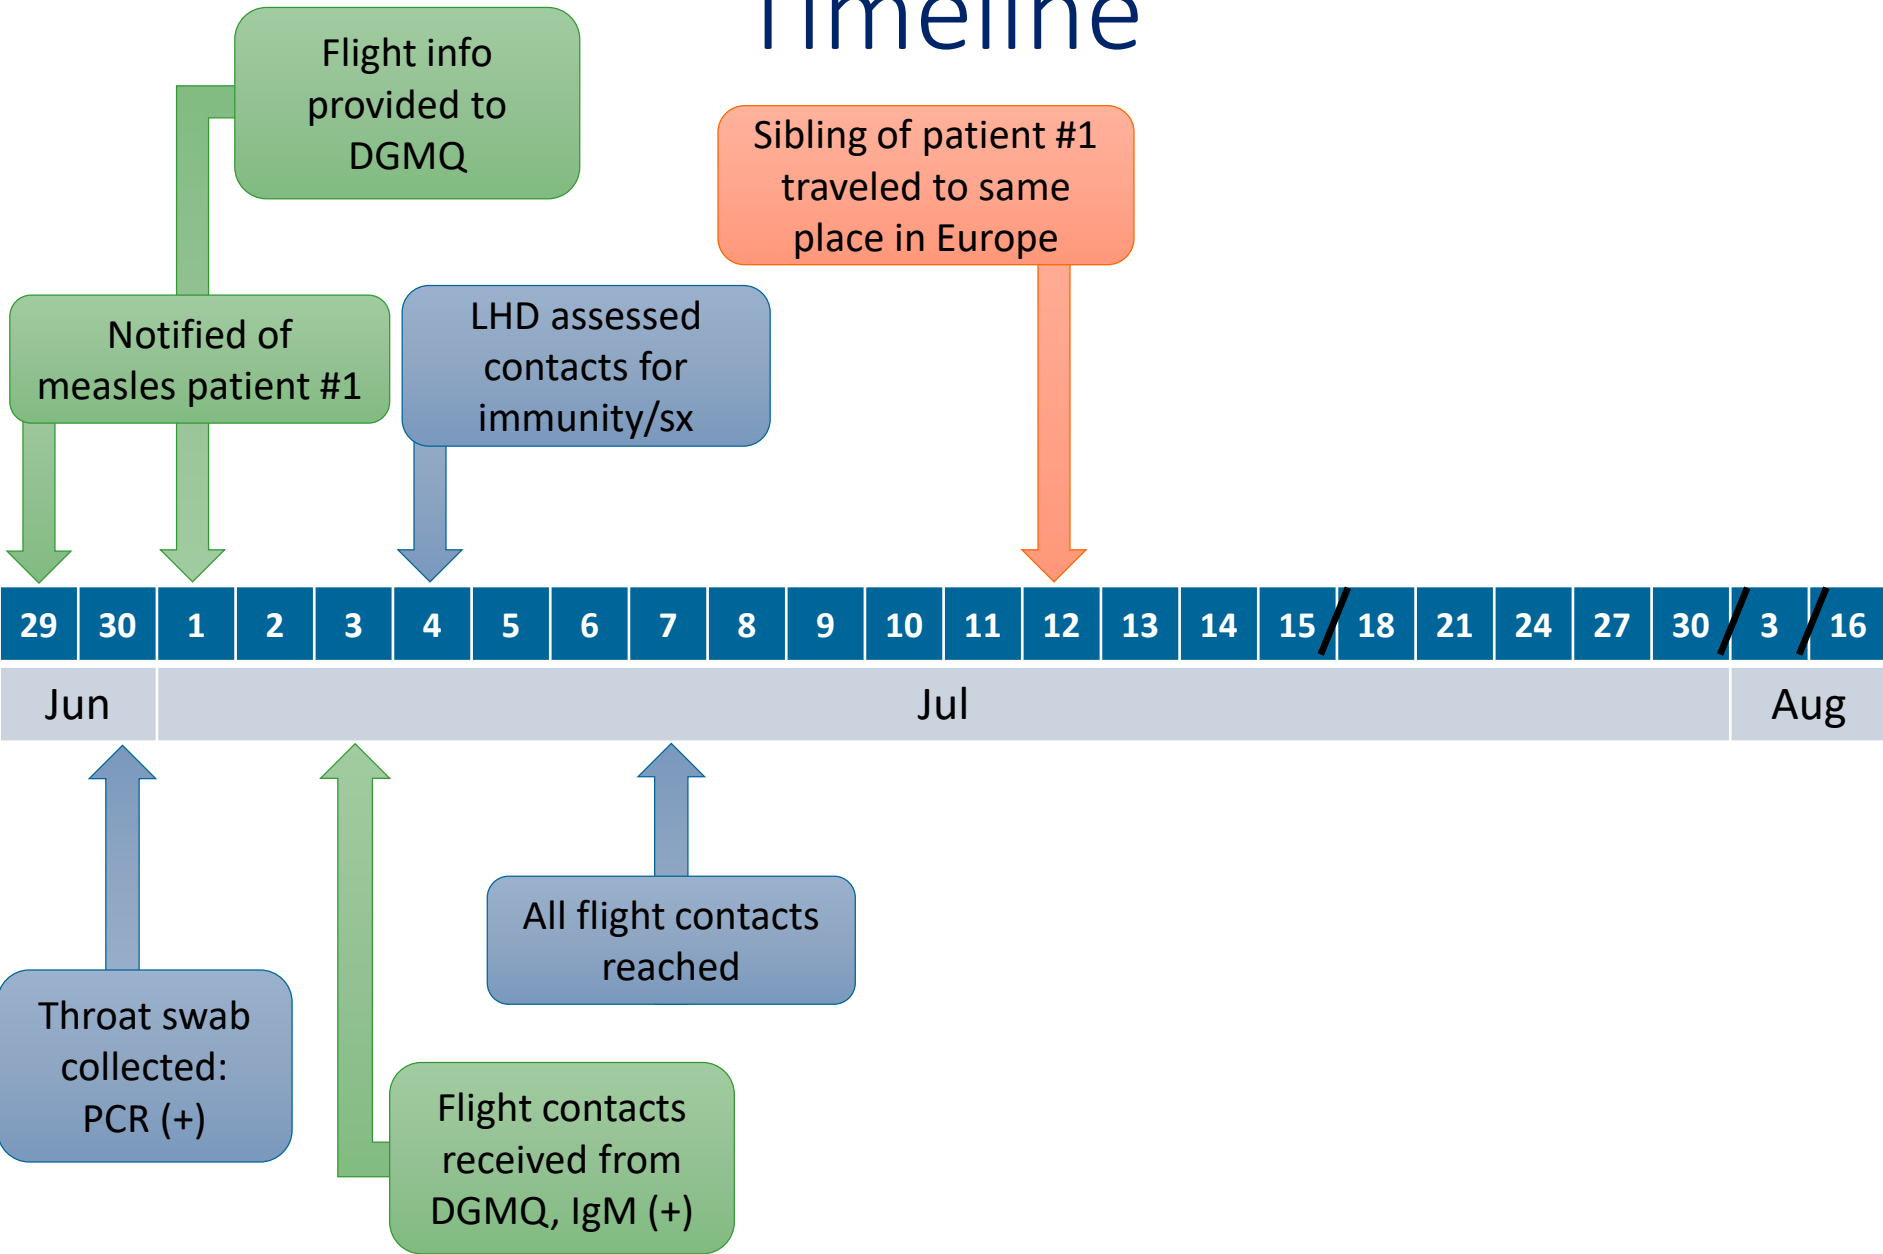 Timeline
Flight info
provided to
DGMQ
Sibling of patient #1
traveled to same
place in Europe
Notified of
measles patient #1
LHD assessed
contacts for
immunity/sx
29 30 1 2 3 4 5 6 7 8 9 10 11 12 13 14 15 18 21 24 27 30 3 16
Jun Jul Aug
All flight contacts
reached
Throat swab
collected:
PCR (+)
Flight contacts
received from
DGMQ, IgM (+)